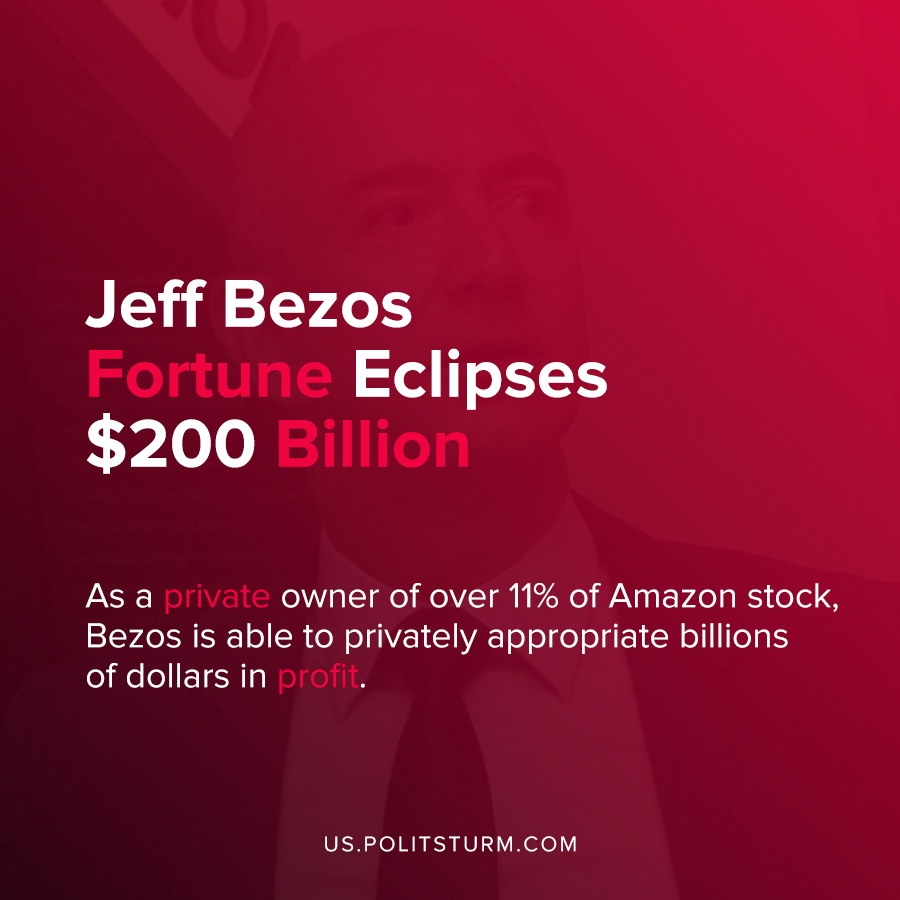 Jeff Bezos
Fortune Eclipses
$200 Billion
As a private owner of over 11% of Amazon stock,
Bezos is able to privately appropriate billions
of dollars in profit.
US.POLITSTURM.COM